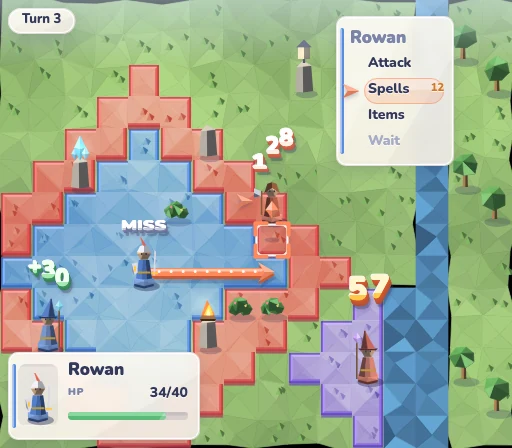 Turn 3
Rowan
Attack
Spells 12
Items
Wait
128
MISS
+30
57
Rowan
HP 34/40